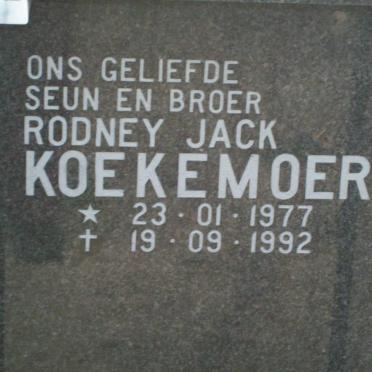 ONS GELIEFDE
SEUN EN BROER
RODNEY JACK
KOEKEMOER
★ 23 · 01 · 1977
✝ 19 · 09 · 1992